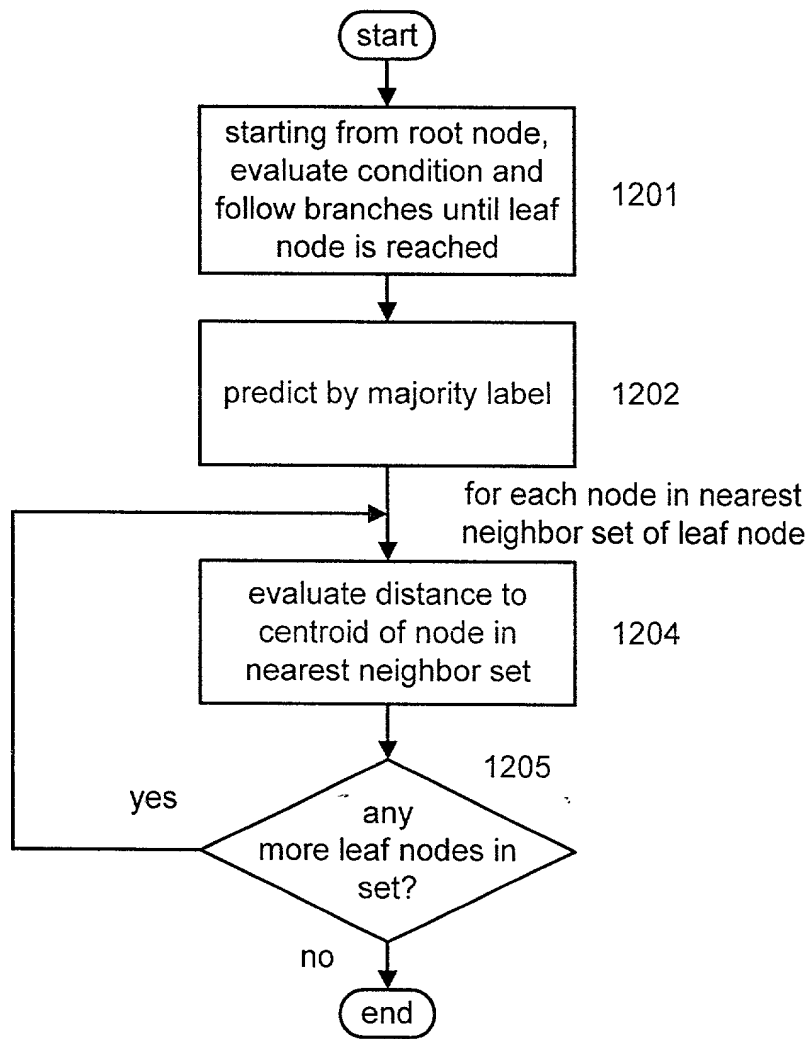 start
starting from root node,
evaluate condition and
follow branches until leaf
node is reached
1201
predict by majority label
1202
for each node in nearest
neighbor set of leaf node
evaluate distance to
centroid of node in
nearest neighbor set
1204
1205
yes
any
more leaf nodes in
set?
no
end